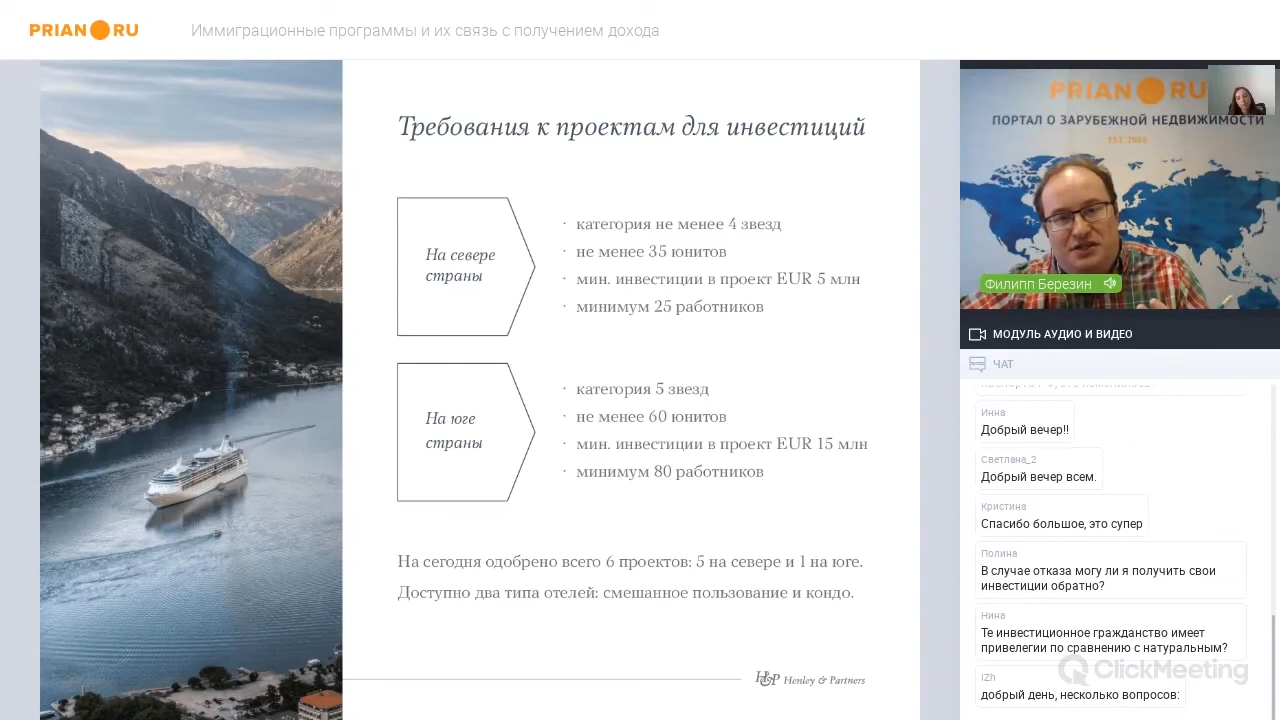 PRIAN RU
Иммиграционные программы и их связь с получением дохода
Требования к проектам для инвестиций
На севере
страны
· категория не менее 4 звезд
· не менее 35 юнитов
· мин. инвестиции в проект EUR 5 млн
· минимум 25 работников
На юге
страны
· категория 5 звезд
· не менее 60 юнитов
· мин. инвестиции в проект EUR 15 млн
· минимум 80 работников
На сегодня одобрено всего 6 проектов: 5 на севере и 1 на юге.
Доступно два типа отелей: смешанное пользование и кондо.
H&P Henley & Partners
PRIAN RU
ПОРТАЛ О ЗАРУБЕЖНОЙ НЕДВИЖИМОСТИ
EST. 2006
Филипп Березин
МОДУЛЬ АУДИО И ВИДЕО
ЧАТ
Инна
Добрый вечер!!
Светлана_2
Добрый вечер всем.
Кристина
Спасибо большое, это супер
Полина
В случае отказа могу ли я получить свои
инвестиции обратно?
Нина
Те инвестиционное гражданство имеет
привелегии по сравнению с натуральным?
ClickMeeting
IZh
добрый день, несколько вопросов: